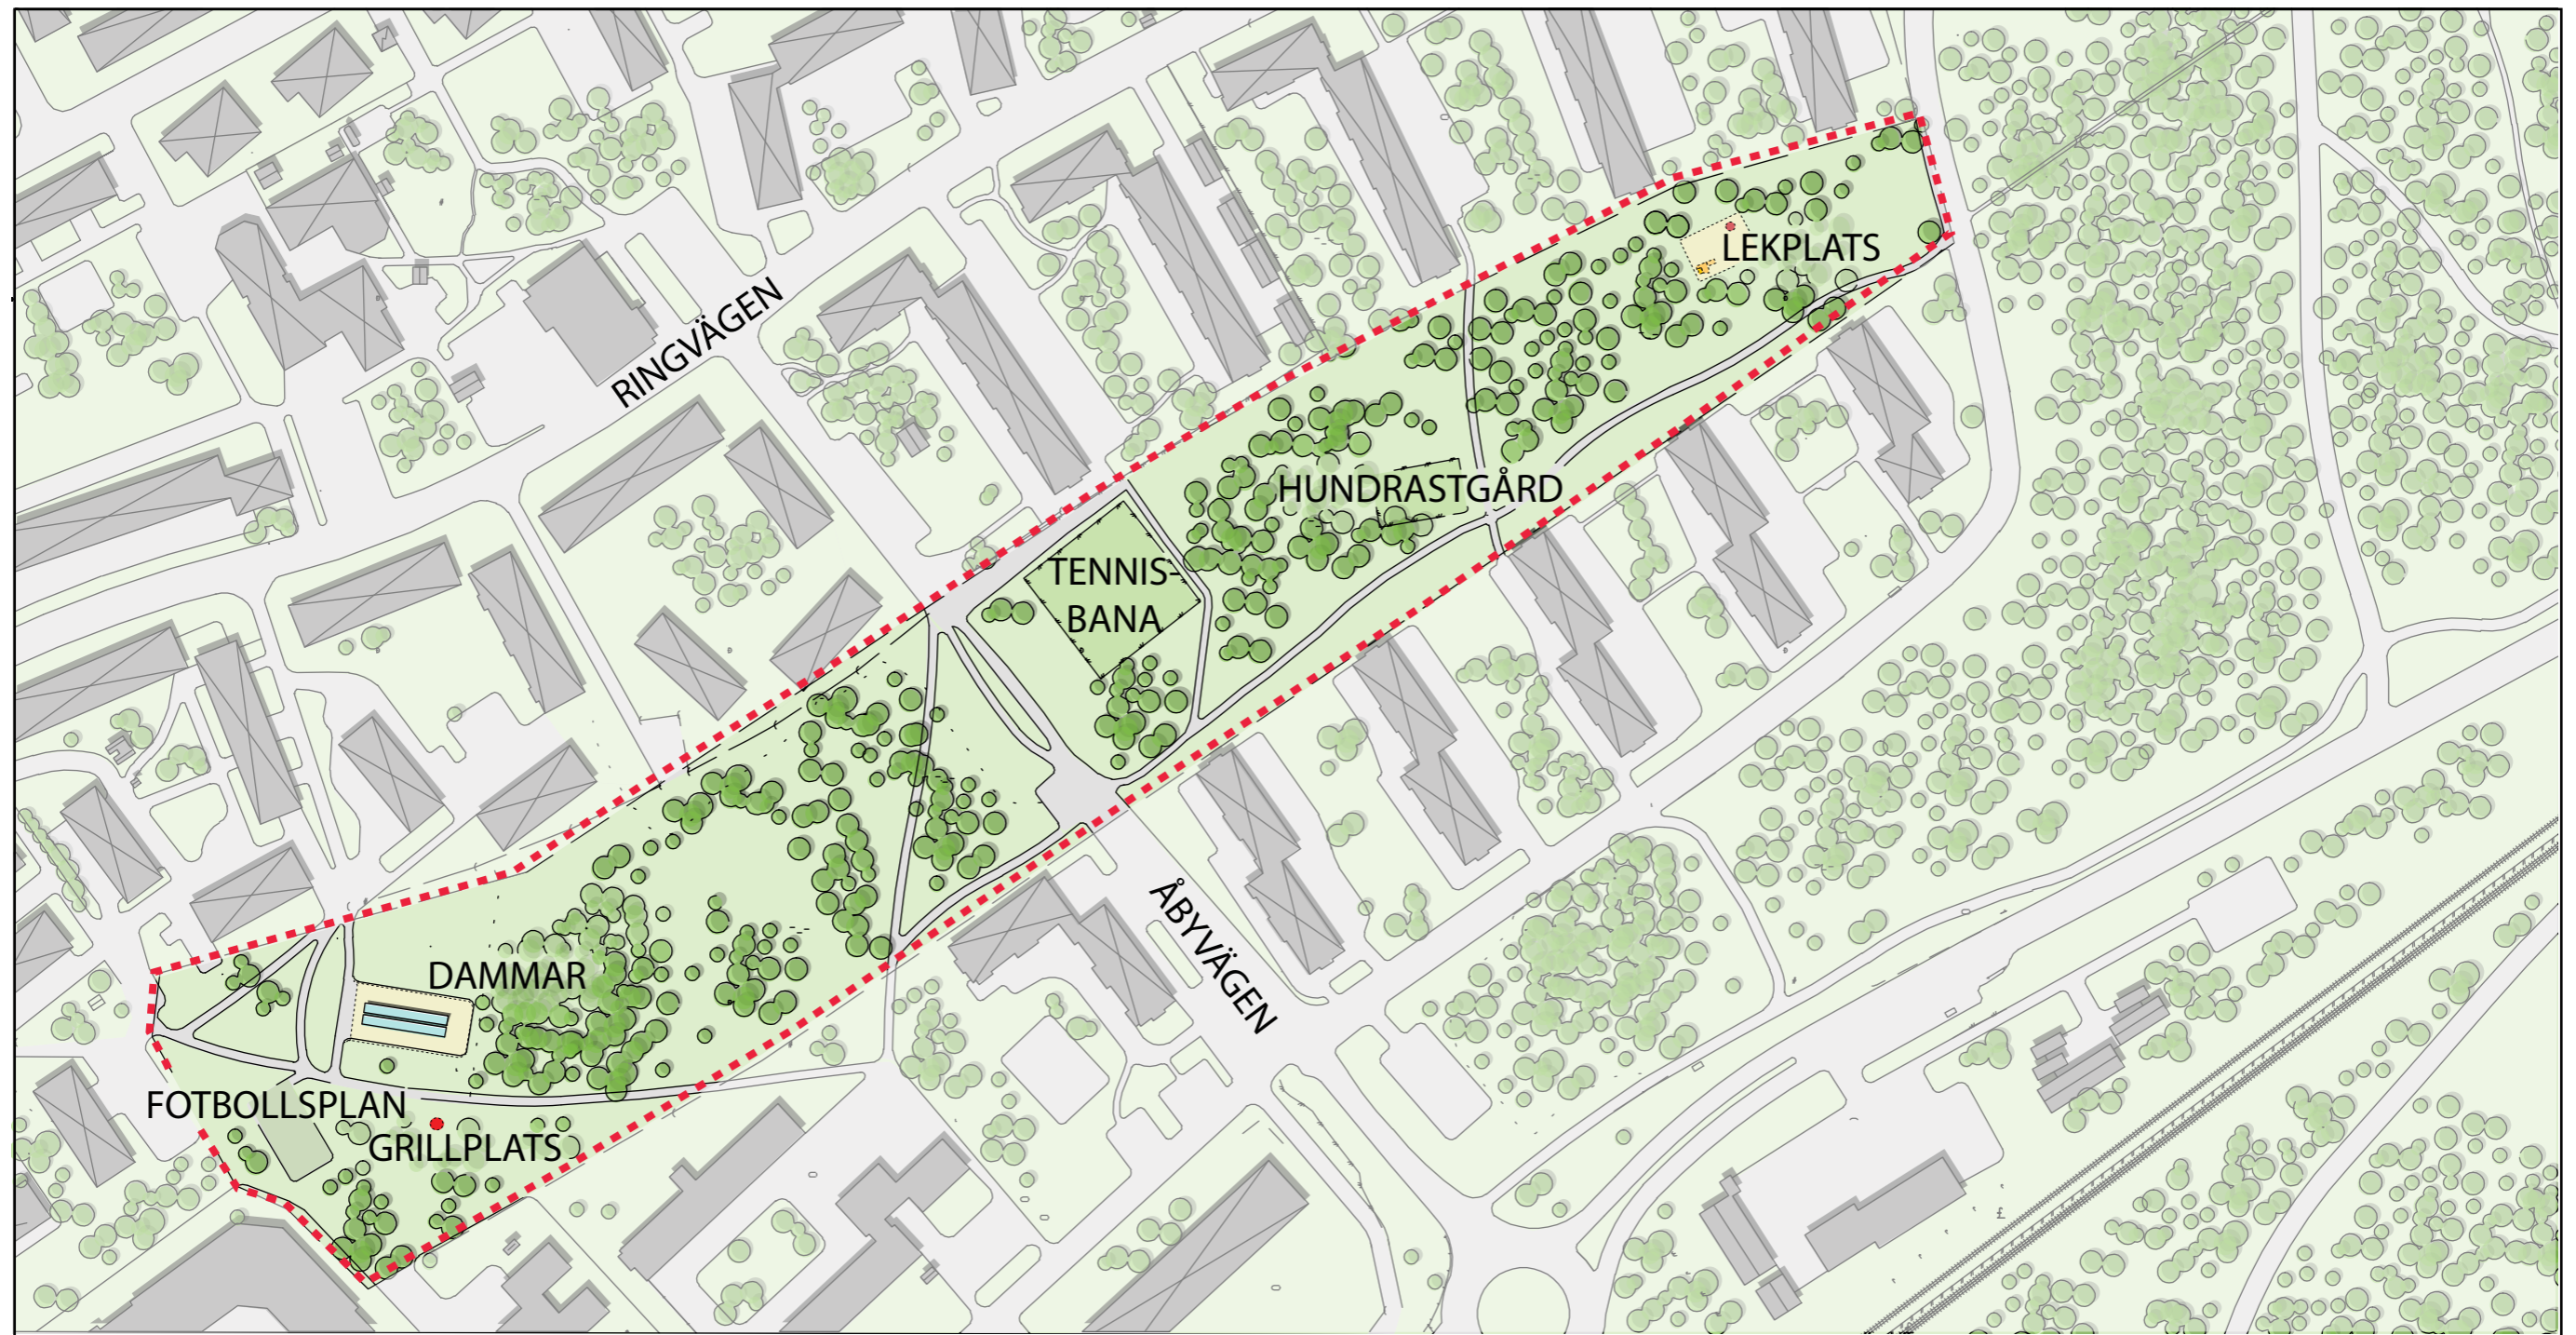 LEKPLATS
RINGVÄGEN
HUNDRASTGÅRD
TENNIS-
BANA
ÅBYVÄGEN
DAMMAR
FOTBOLLSPLAN
GRILLPLATS